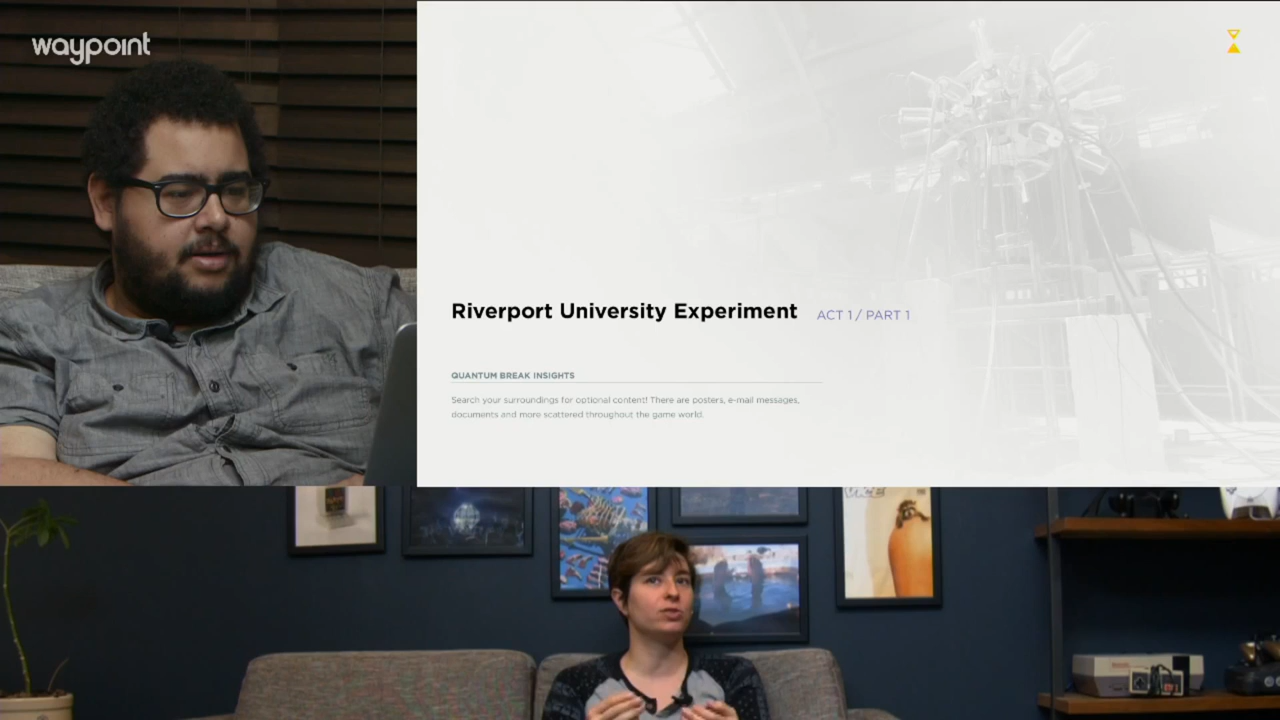 waypoint
Riverport University Experiment ACT 1 / PART 1
QUANTUM BREAK INSIGHTS
Search your surroundings for optional content! There are posters, e-mail messages,
documents and more scattered throughout the game world.
VICE